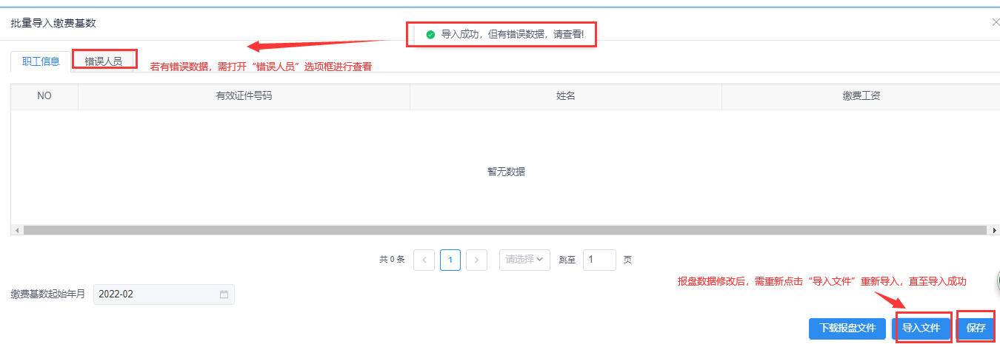 批量导入缴费基数
导入成功，但有错误数据，请查看!
职工信息
错误人员
若有错误数据，需打开“错误人员”选项框进行查看
NO
有效证件号码
姓名
缴费工资
暂无数据
共 0 条
1
请选择
跳至
1
页
报盘数据修改后，需重新点击“导入文件”重新导入，直至导入成功
缴费基数起始年月
2022-02
下载报盘文件
导入文件
保存